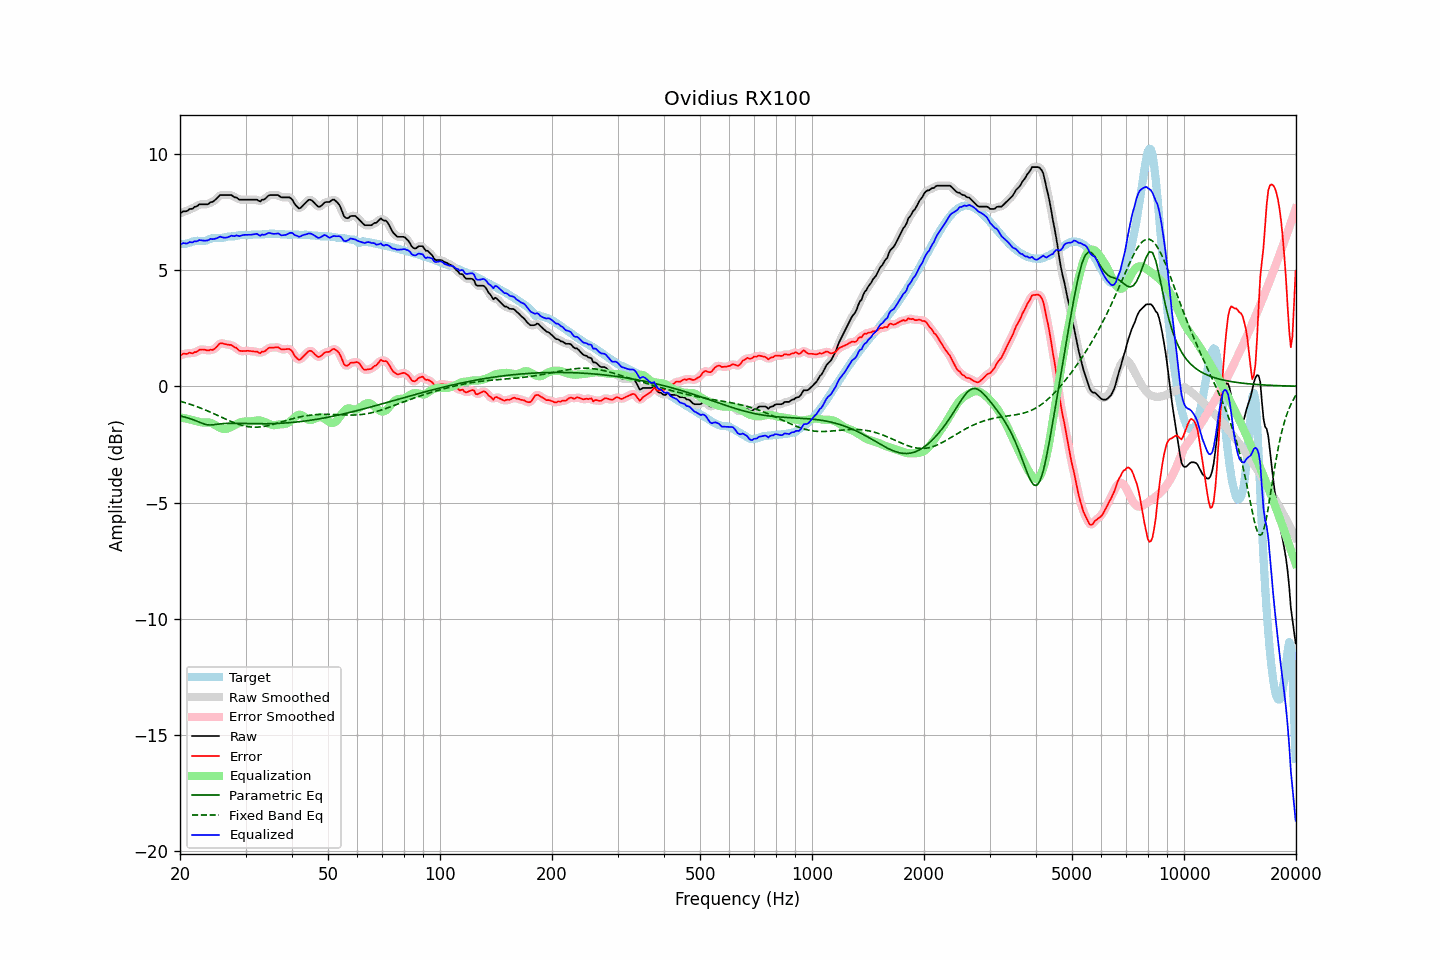 Ovidius RX100
Amplitude (dBr)
10
5
0
−5
−10
−15
−20
Target
Raw Smoothed
Error Smoothed
Raw
Error
Equalization
Parametric Eq
Fixed Band Eq
Equalized
20 50 100 200 500 1000 2000 5000 10000 20000
Frequency (Hz)